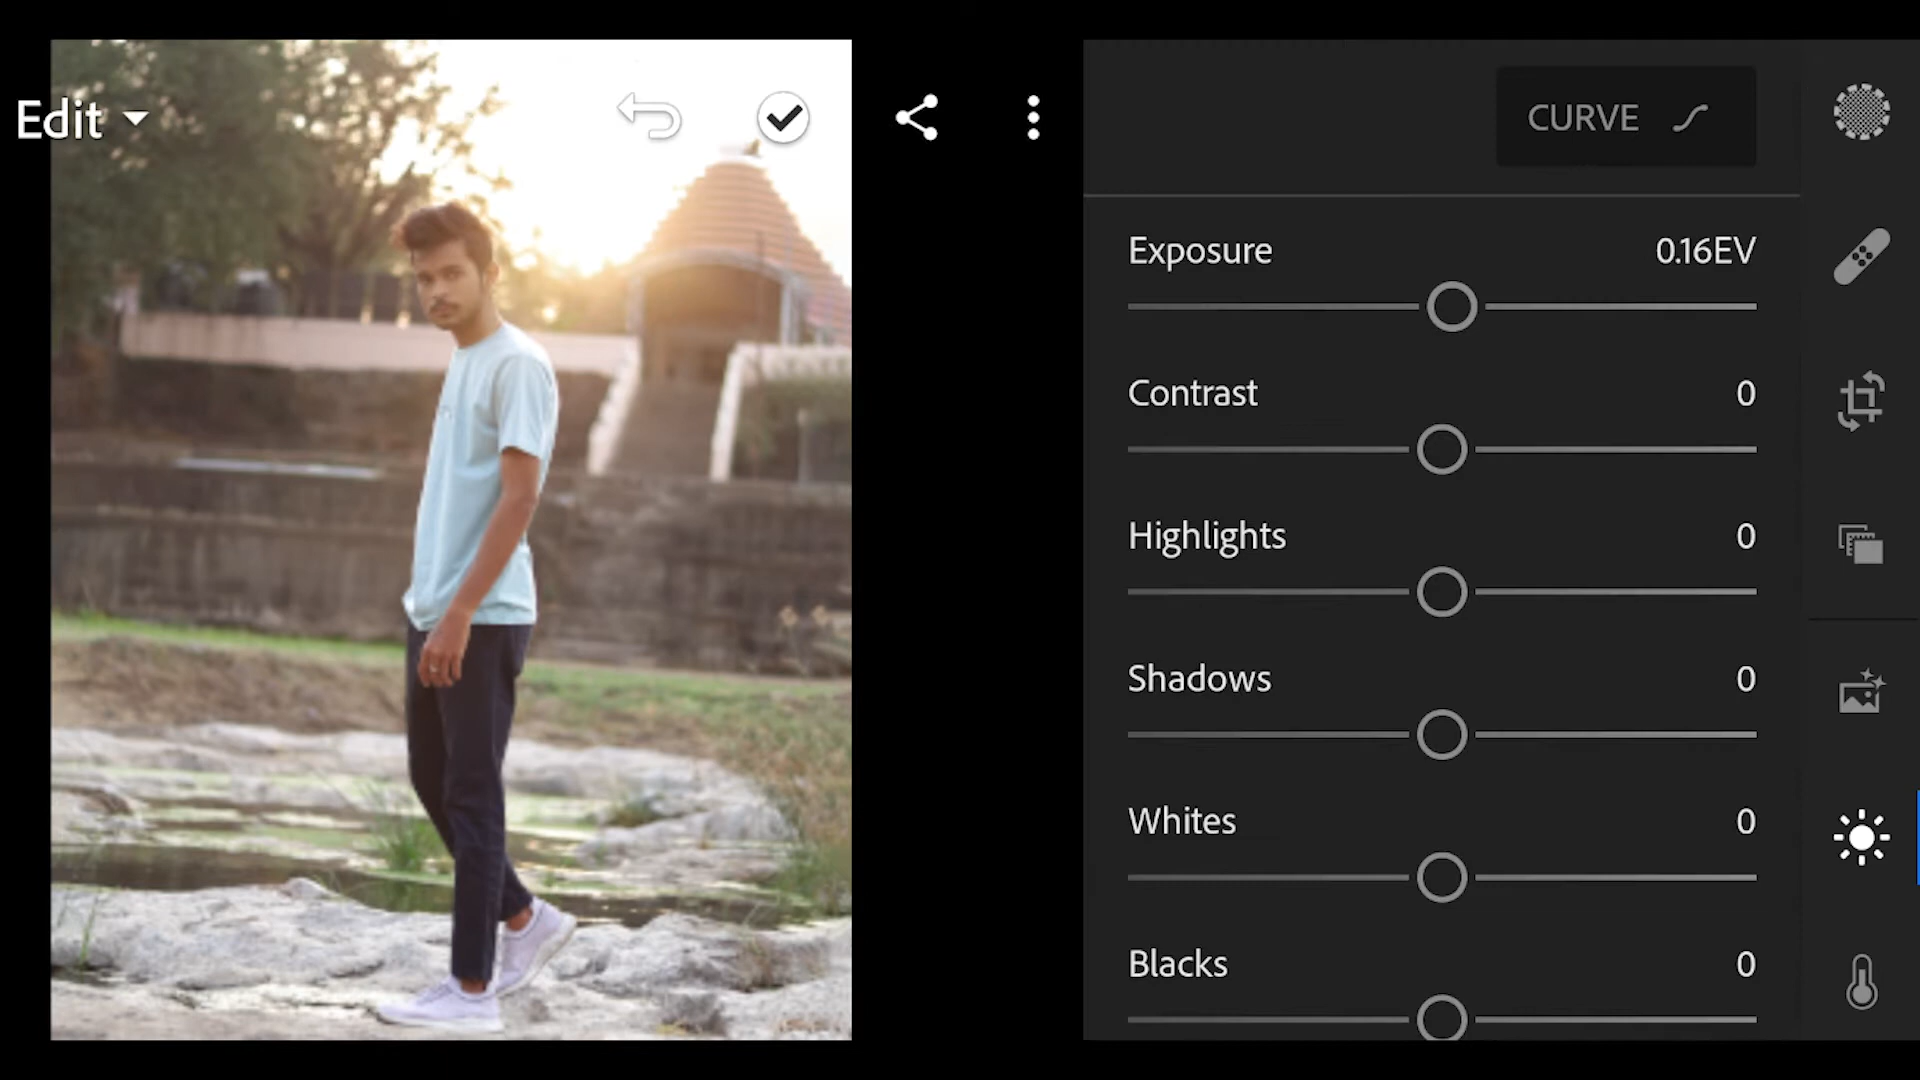 Edit
CURVE
Exposure 0.16EV
Contrast 0
Highlights 0
Shadows 0
Whites 0
Blacks 0